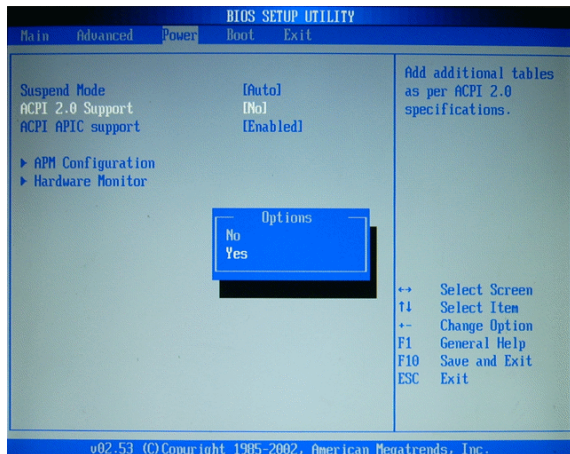 BIOS SETUP UTILITY
Main Advanced Power Boot Exit
Suspend Mode [Auto]
ACPI 2.0 Support [No]
ACPI APIC support [Enabled]
▶ APM Configuration
▶ Hardware Monitor
Options
No
Yes
Add additional tables
as per ACPI 2.0
specifications.
↔ Select Screen
↑↓ Select Item
+- Change Option
F1 General Help
F10 Save and Exit
ESC Exit
v02.53 (C)Copyright 1985-2002, American Megatrends, Inc.